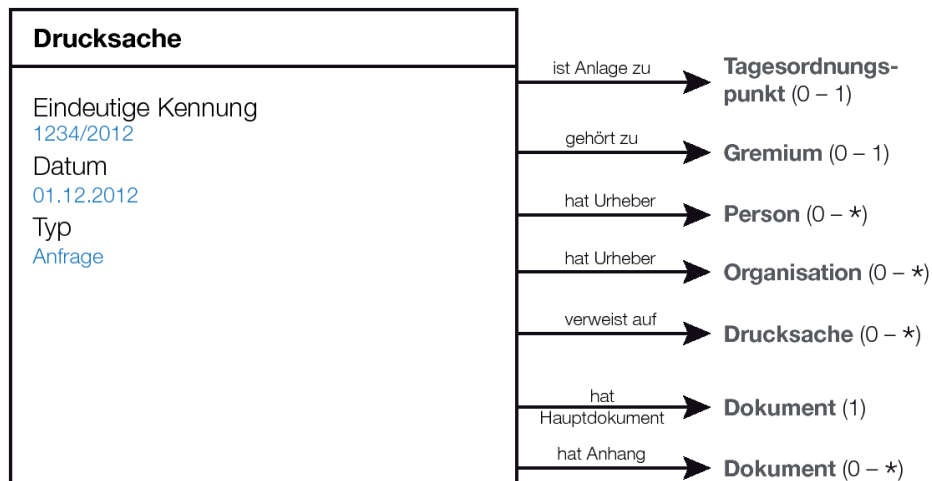 Drucksache
Eindeutige Kennung
1234/2012
Datum
01.12.2012
Typ
Anfrage
ist Anlage zu
Tagesordnungs-
punkt (0 – 1)
gehört zu
Gremium (0 – 1)
hat Urheber
Person (0 – *)
hat Urheber
Organisation (0 – *)
verweist auf
Drucksache (0 – *)
hat
Hauptdokument
Dokument (1)
hat Anhang
Dokument (0 – *)